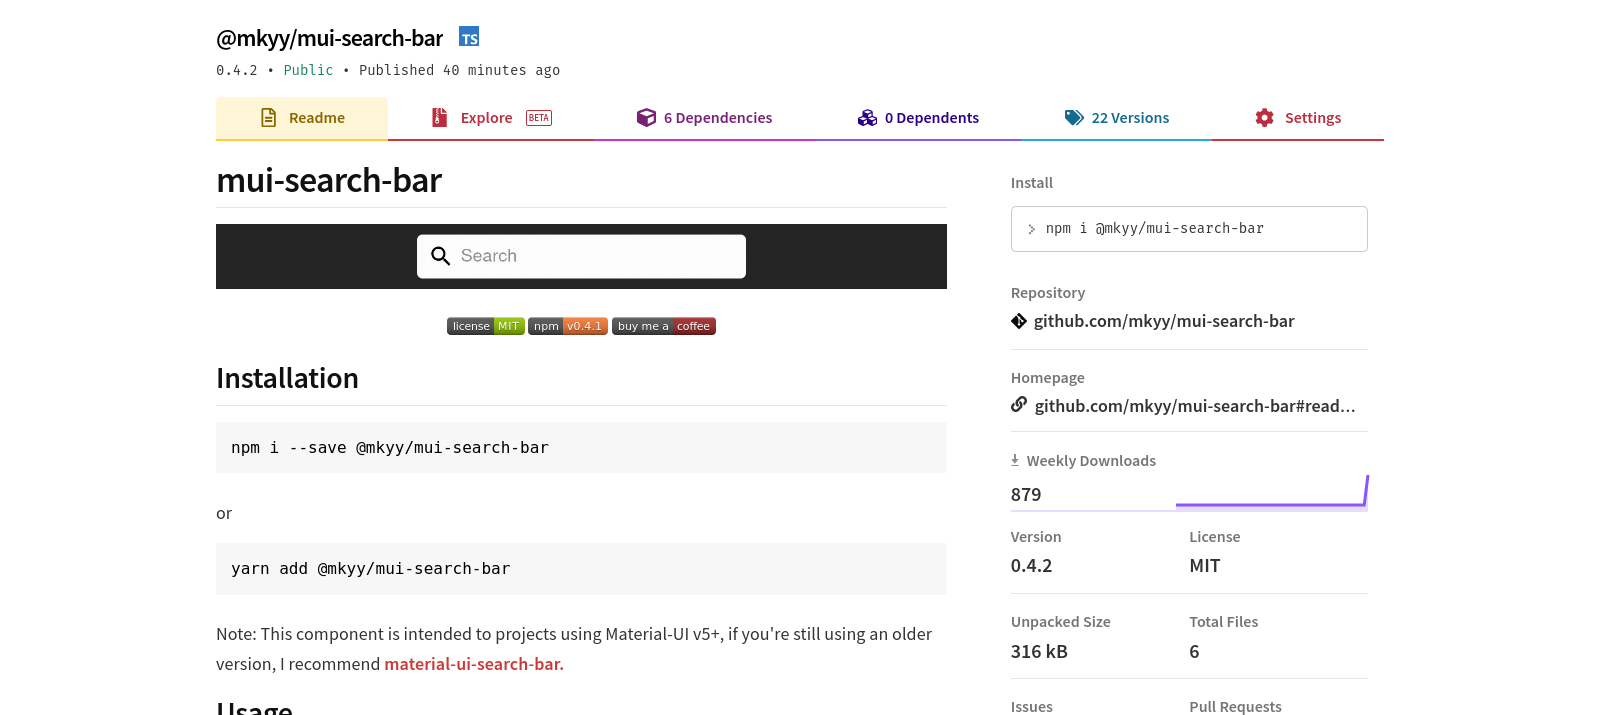 @mkyy/mui-search-bar TS
0.4.2 • Public • Published 40 minutes ago
Readme Explore BETA 6 Dependencies 0 Dependents 22 Versions Settings
mui-search-bar
Search
license MIT npm v0.4.1 buy me a coffee
Installation
npm i --save @mkyy/mui-search-bar
or
yarn add @mkyy/mui-search-bar
Note: This component is intended to projects using Material-UI v5+, if you're still using an older
version, I recommend material-ui-search-bar.
Usage
Install
> npm i @mkyy/mui-search-bar
Repository
github.com/mkyy/mui-search-bar
Homepage
github.com/mkyy/mui-search-bar#read...
Weekly Downloads
879
Version License
0.4.2 MIT
Unpacked Size Total Files
316 kB 6
Issues Pull Requests